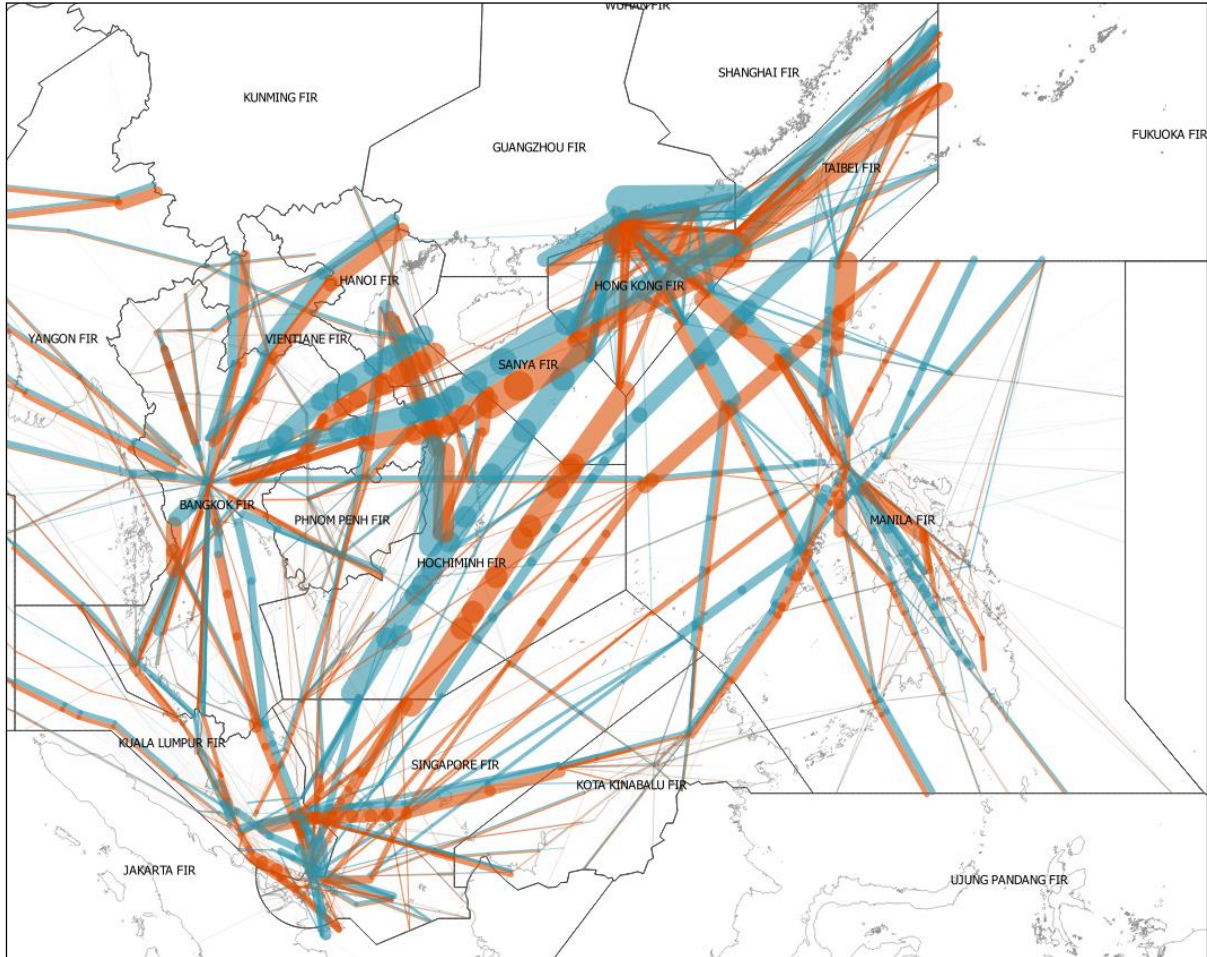 WUHAN FIR
SHANGHAI FIR
KUNMING FIR
FUKUOKA FIR
GUANGZHOU FIR
TAIBEI FIR
HANOI FIR
HONG KONG FIR
YANGON FIR
VIENTIANE FIR
SANYA FIR
BANGKOK FIR
PHNOM PENH FIR
MANILA FIR
HOCHIMINH FIR
KUALA LUMPUR FIR
SINGAPORE FIR
KOTA KINABALU FIR
JAKARTA FIR
UJUNG PANDANG FIR